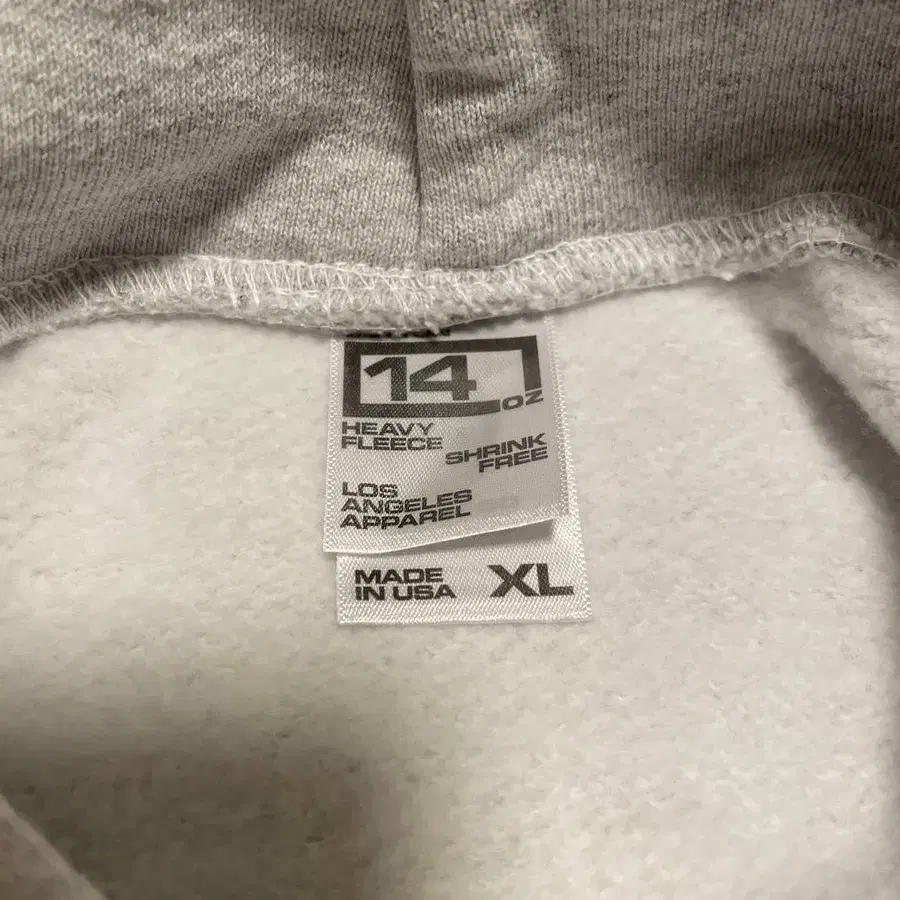 14 OZ
HEAVY
FLEECE
SHRINK
FREE
LOS
ANGELES
APPAREL
MADE
IN USA
XL